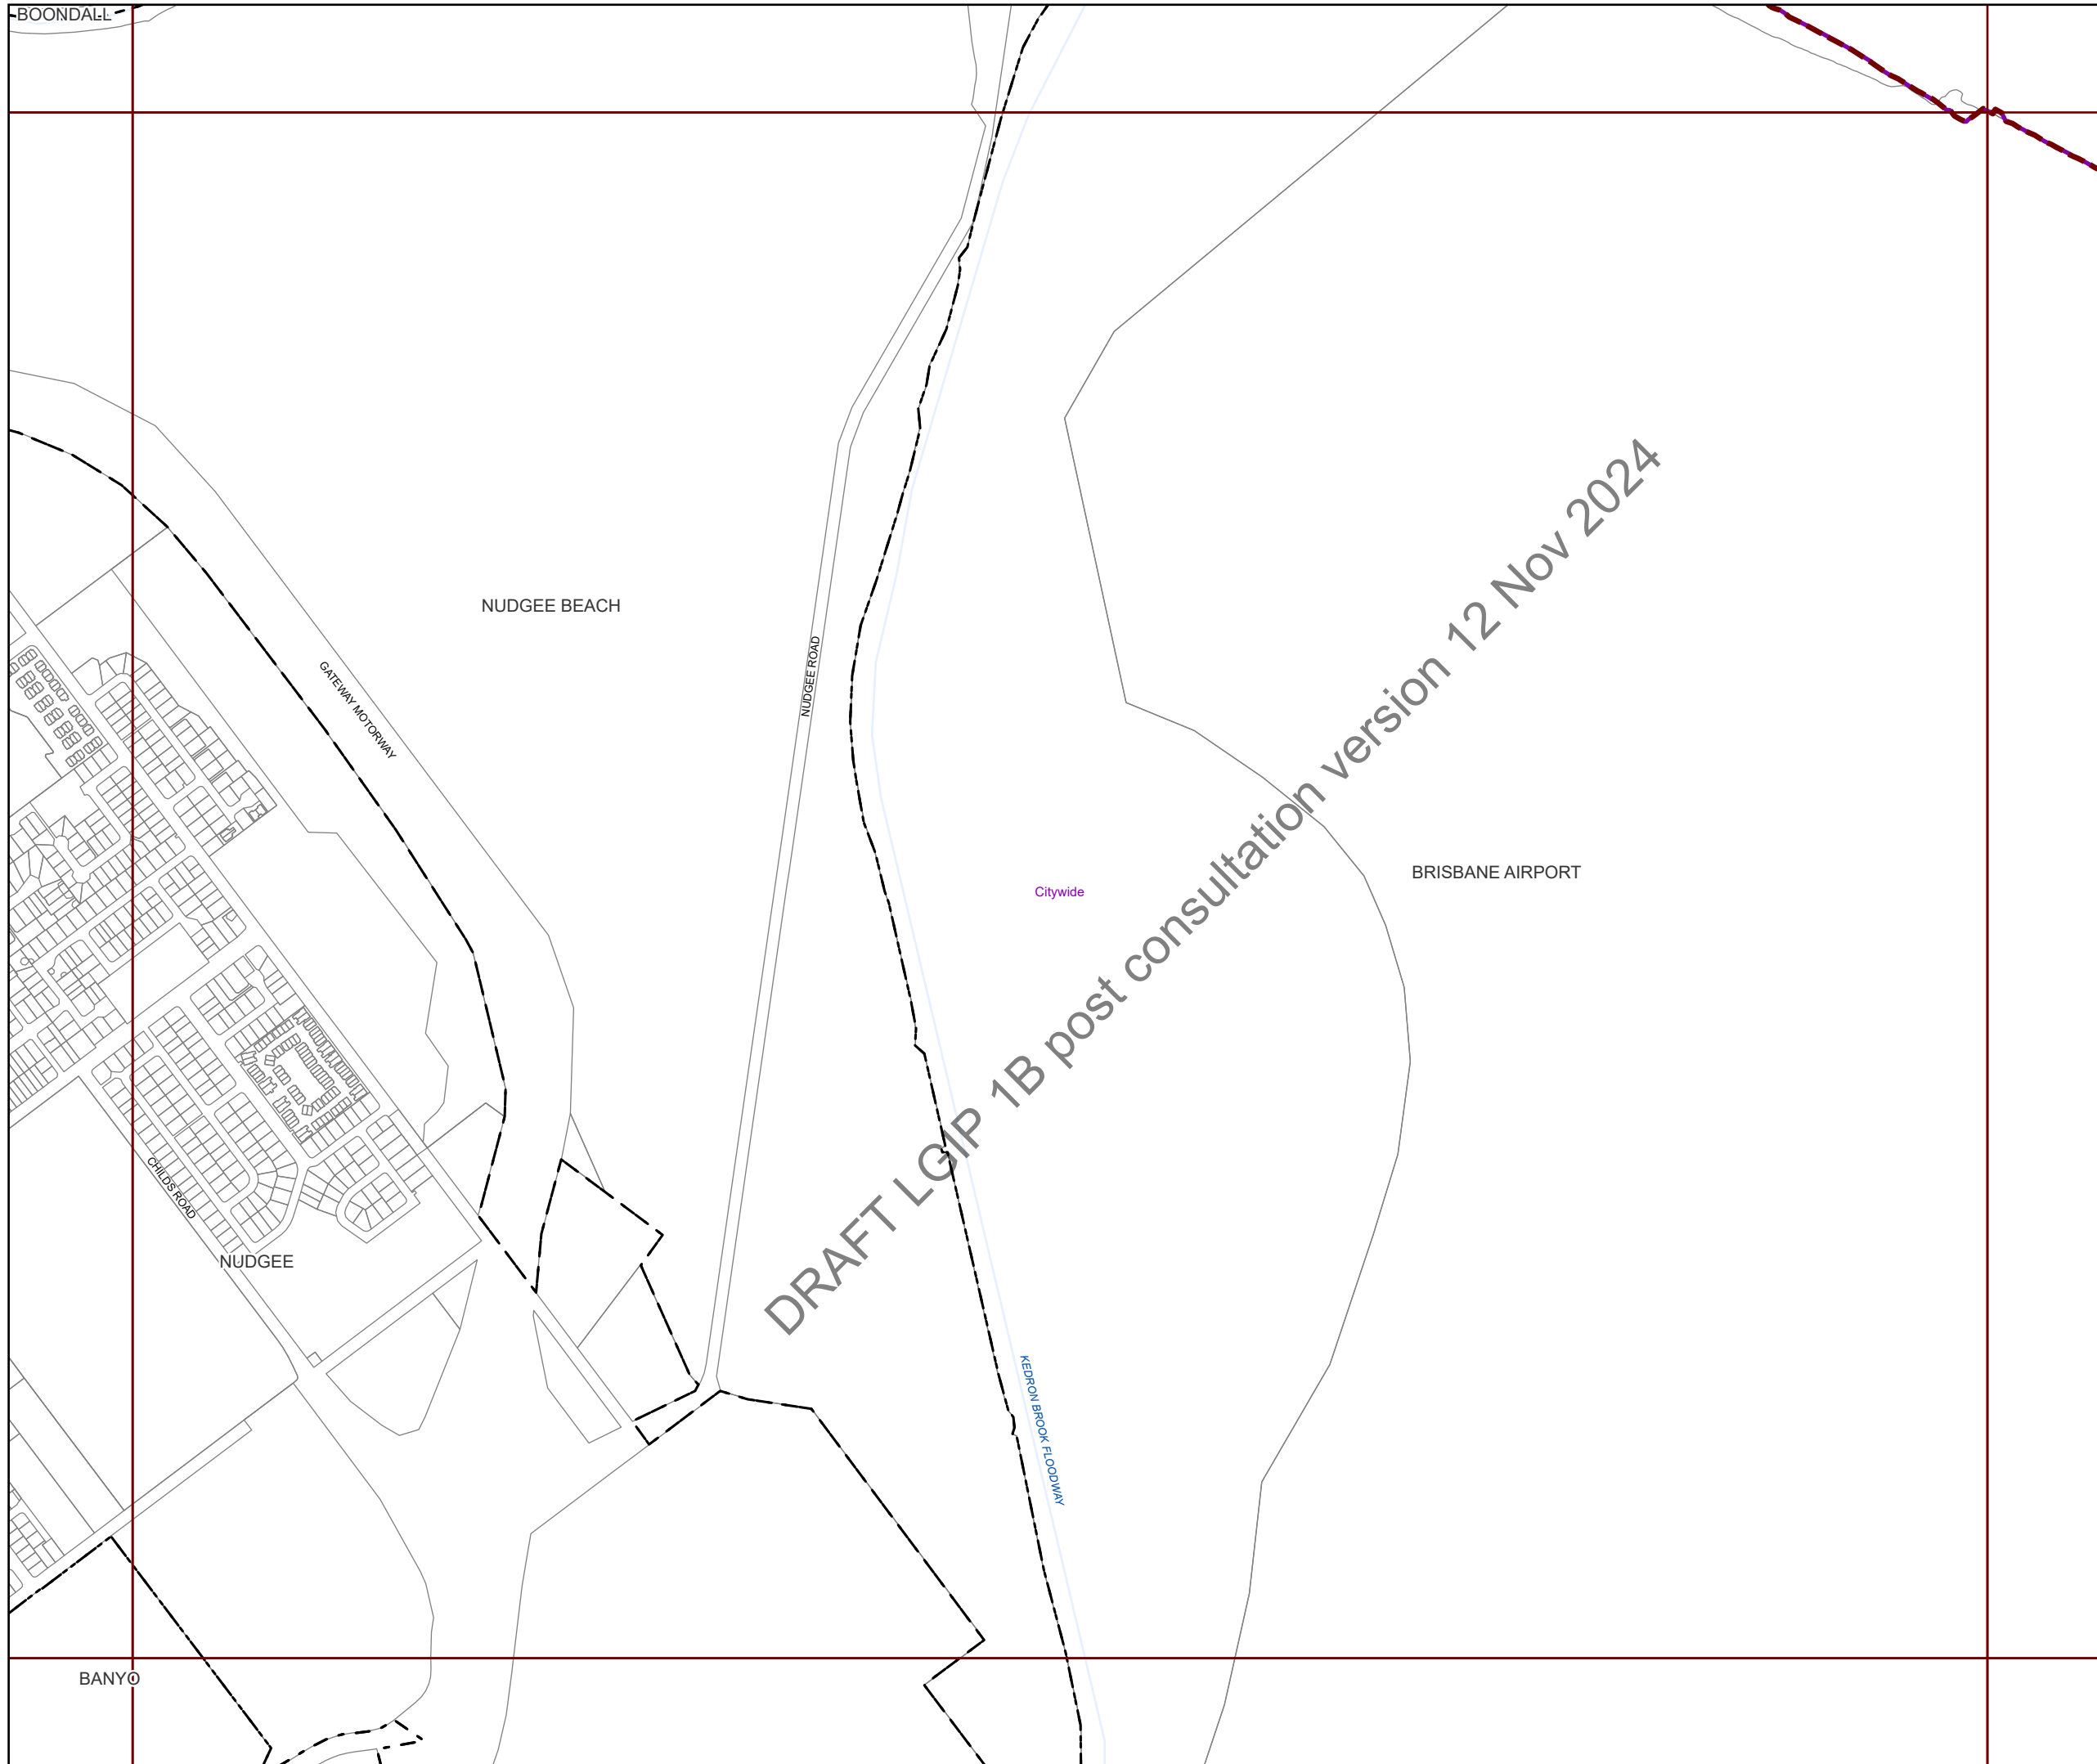 BOONDALL
NUDGEE BEACH
GATEWAY MOTORWAY
NUDGEE ROAD
BRISBANE AIRPORT
Citywide
DRAFT LGIP 1B post consultation version 12 Nov 2024
CHILDS ROAD
NUDGEE
KEDRON BROOK FLOODWAY
BANYO